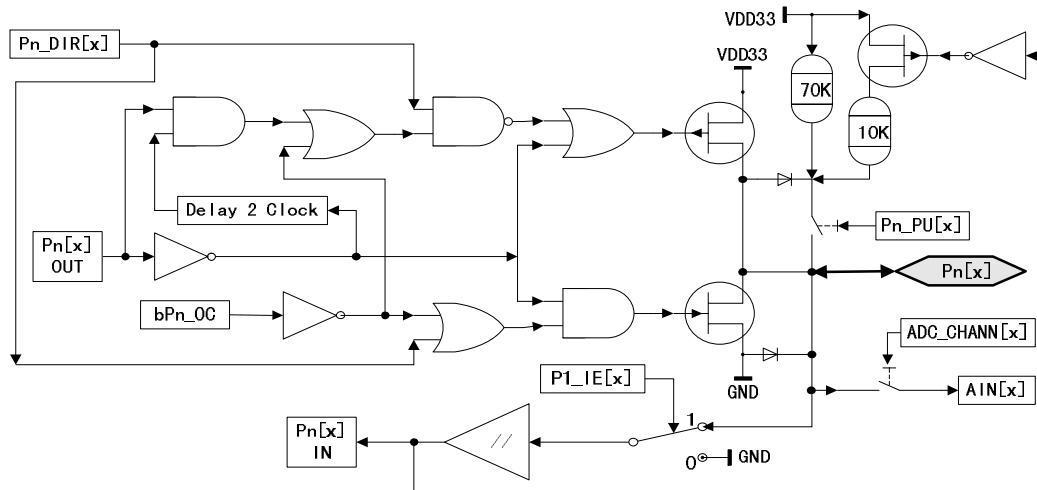 VDD33
Pn_DIR[x]
VDD33
70K
10K
Delay 2 Clock
Pn_PU[x]
Pn[x]
OUT
Pn[x]
bPn_OC
ADC_CHANN[x]
P1_IE[x]
GND
AIN[x]
Pn[x]
IN
1
0
GND
//